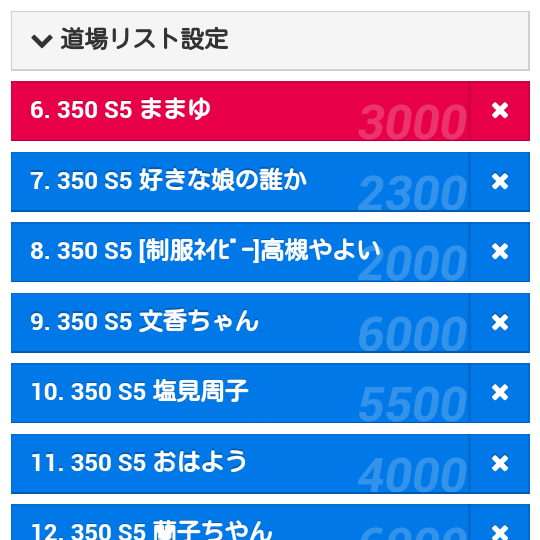 道場リスト設定
6. 350 S5 ままゆ 3000
7. 350 S5 好きな娘の誰か 2300
8. 350 S5 [制服ﾈｲﾋﾞｰ]高槻やよい 2000
9. 350 S5 文香ちゃん 6000
10. 350 S5 塩見周子 5500
11. 350 S5 おはよう 4000
12. 350 S5 蘭子ちやん